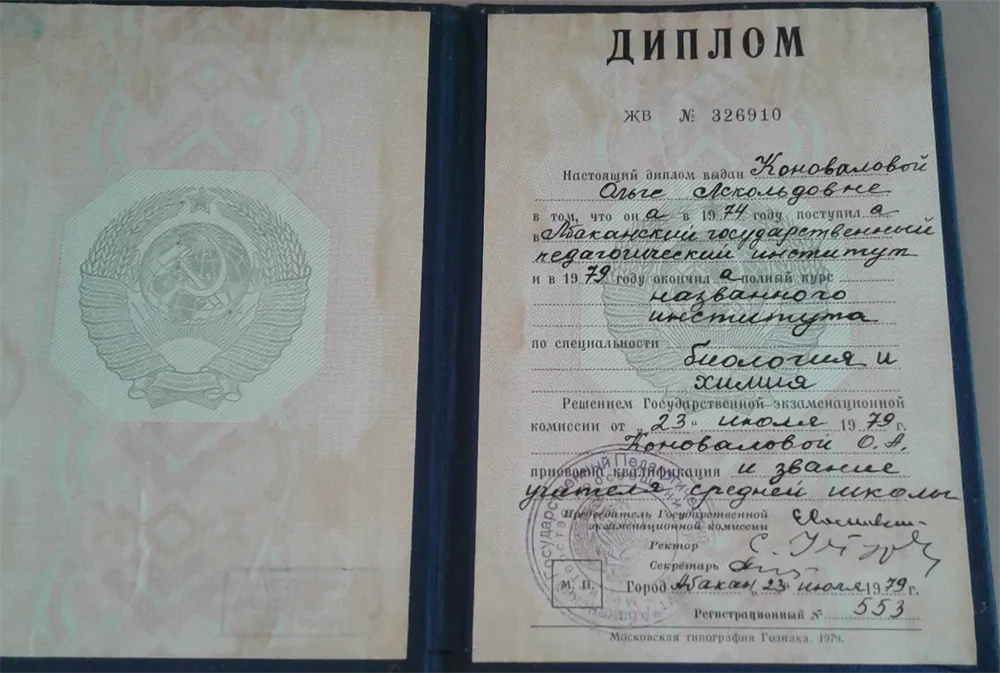 ДИПЛОМ
ЖВ № 326910
Настоящий диплом выдан Коноваловой
Ольге Аскольдовне
в том, что он а в 1974 году поступил а
в Абаканский государственный
педагогический институт
и в 1979 году окончил а полный курс
названного
института
по специальности
биология и
химия
Решением Государственной экзаменационной
комиссии от „23“ июля 1979 г.
Коноваловой О. А.
присвоена квалификация и звание
учителя средней школы
Председатель Государственной
экзаменационной комиссии
Ректор
Секретарь
М. П.
Город Абакан „23“ июля 1979 г.
Регистрационный № 553
Московская типография Гознака. 1979.